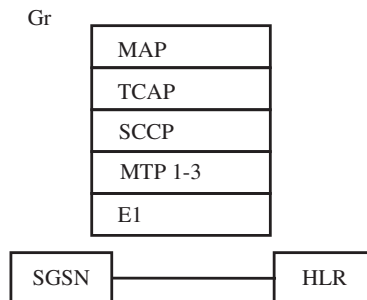 Gr
MAP
TCAP
SCCP
MTP 1-3
E1
SGSN
HLR